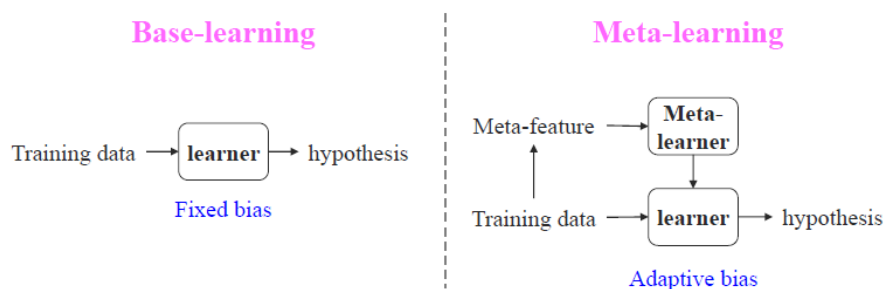 Base-learning
Training data
learner
hypothesis
Fixed bias
Meta-learning
Meta-feature
Meta-
learner
Training data
learner
hypothesis
Adaptive bias